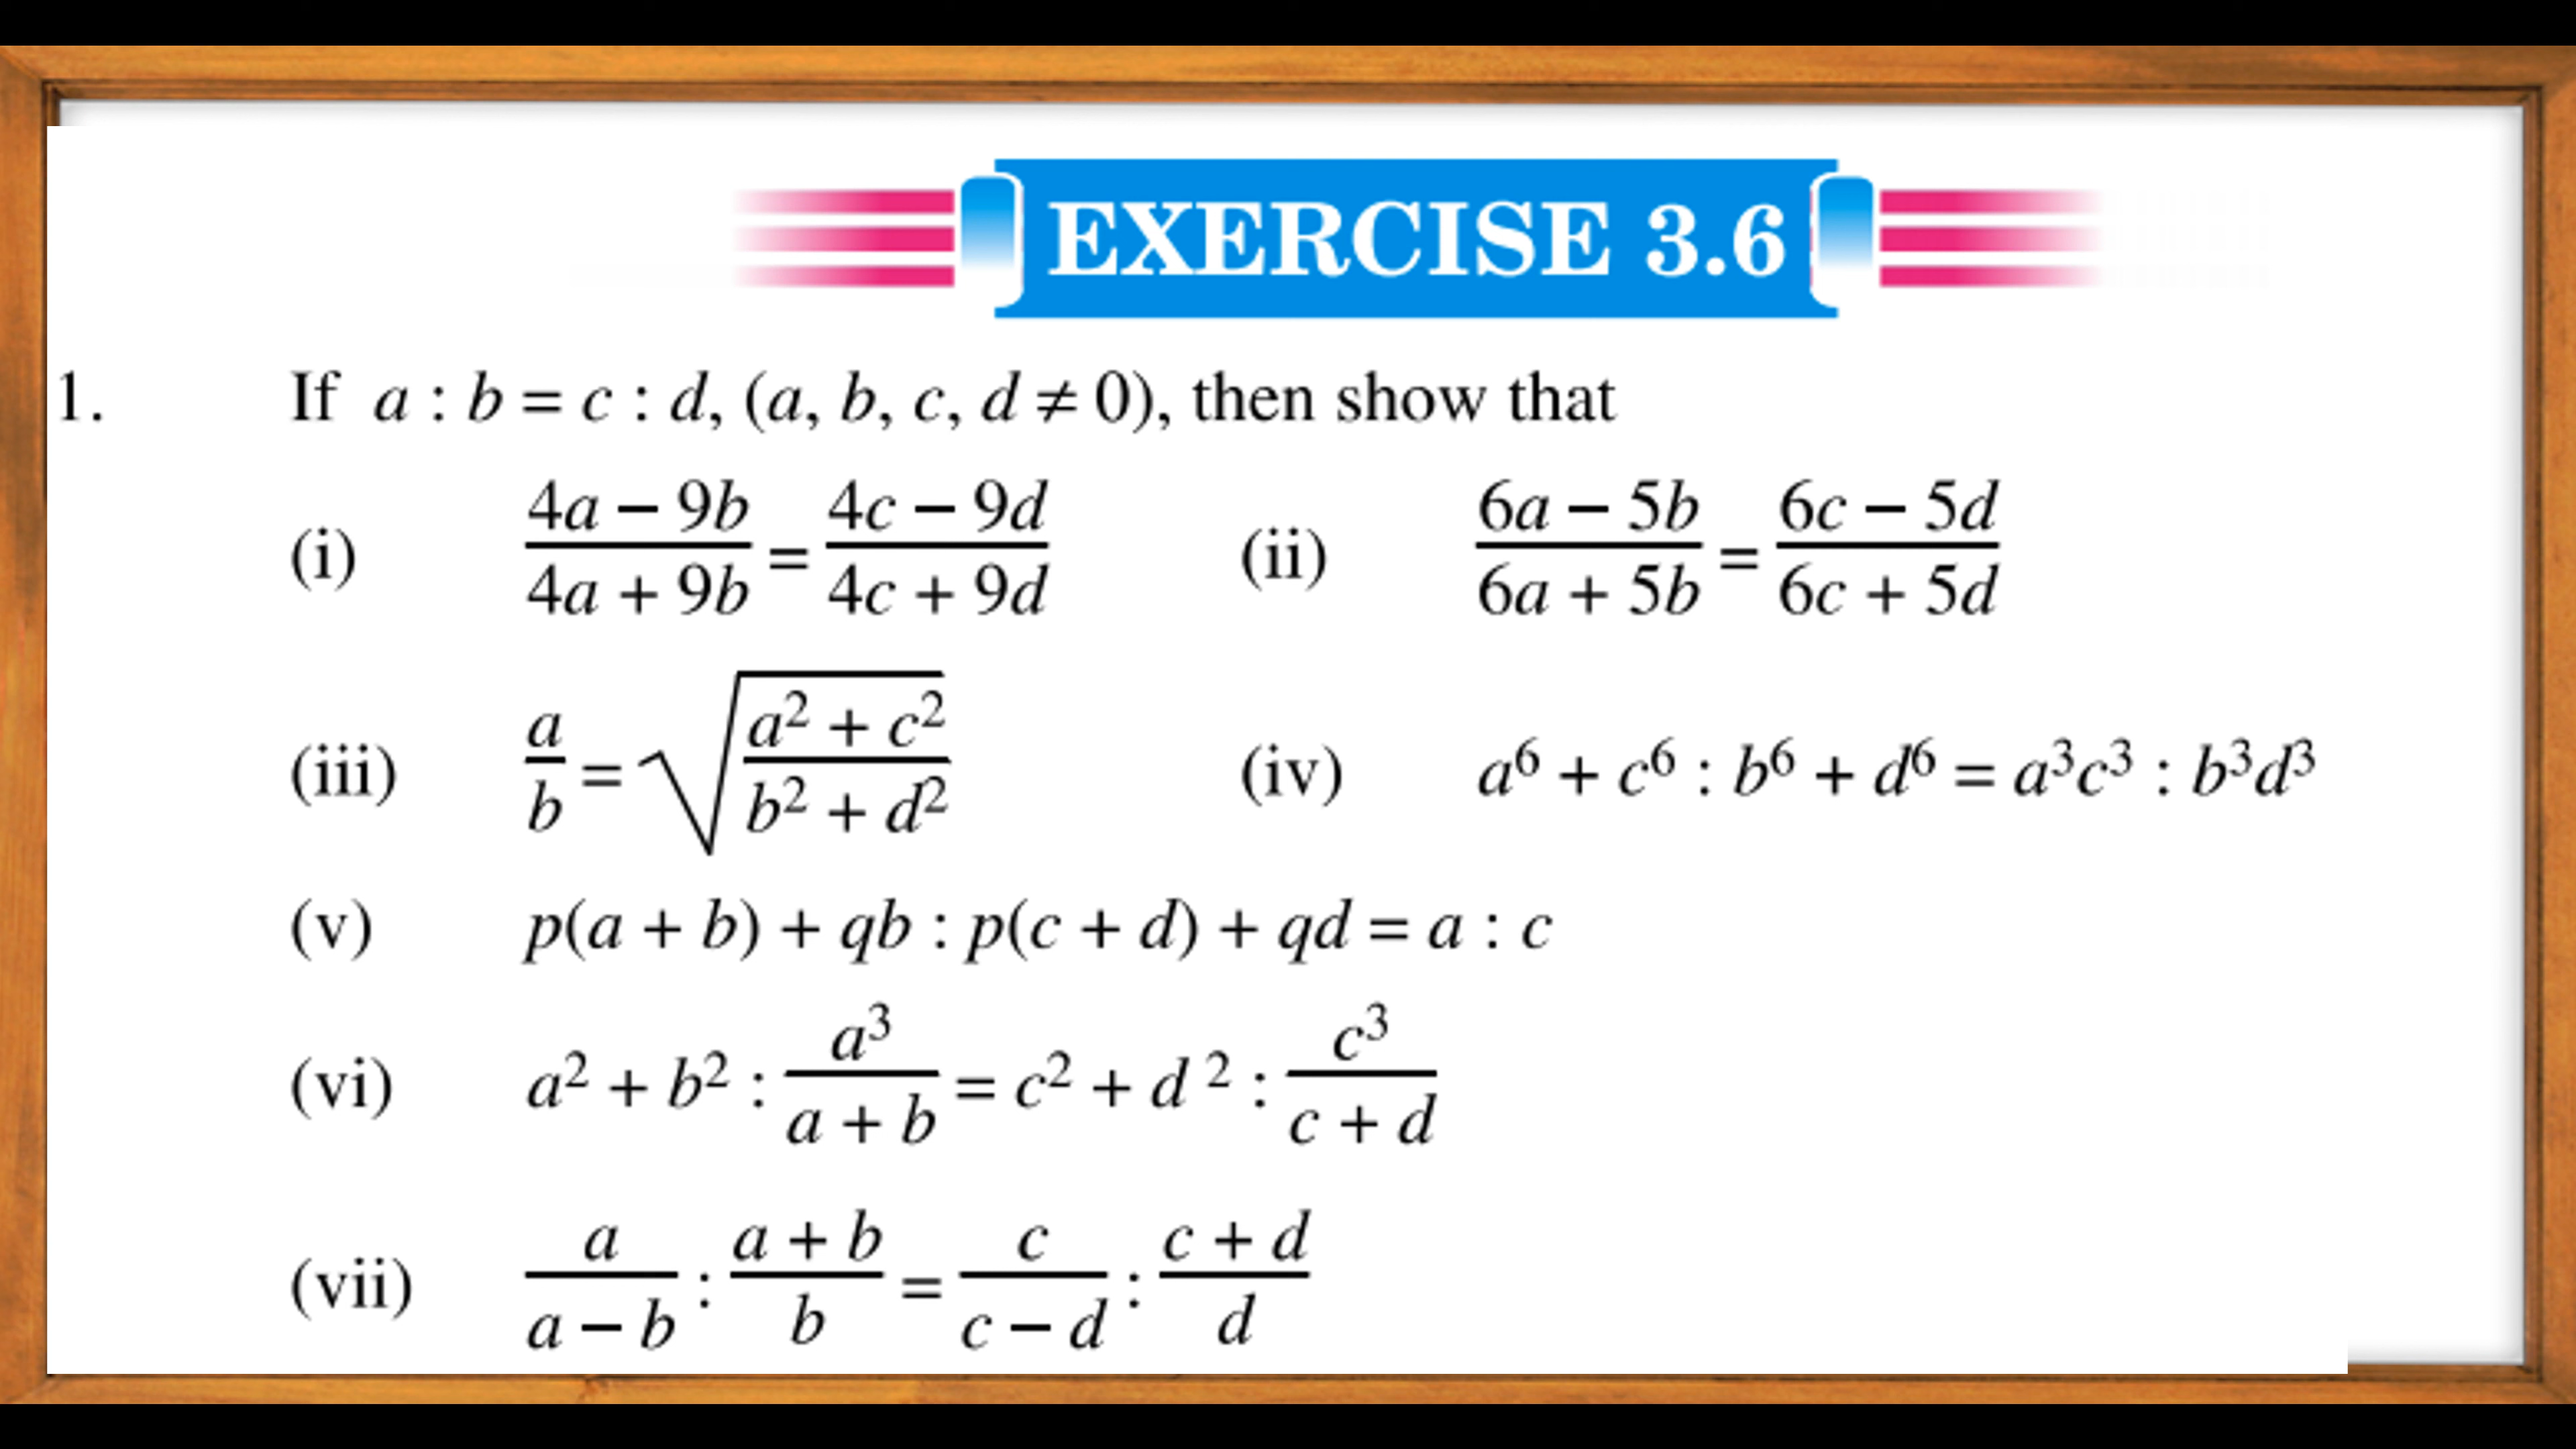 EXERCISE 3.6
1. If a : b = c : d, (a, b, c, d ≠ 0), then show that
(i) (4a − 9b)/(4a + 9b) = (4c − 9d)/(4c + 9d) (ii) (6a − 5b)/(6a + 5b) = (6c − 5d)/(6c + 5d)
(iii) a/b = √((a² + c²)/(b² + d²)) (iv) a⁶ + c⁶ : b⁶ + d⁶ = a³c³ : b³d³
(v) p(a + b) + qb : p(c + d) + qd = a : c
(vi) a² + b² : a³/(a + b) = c² + d² : c³/(c + d)
(vii) a/(a − b) : (a + b)/b = c/(c − d) : (c + d)/d